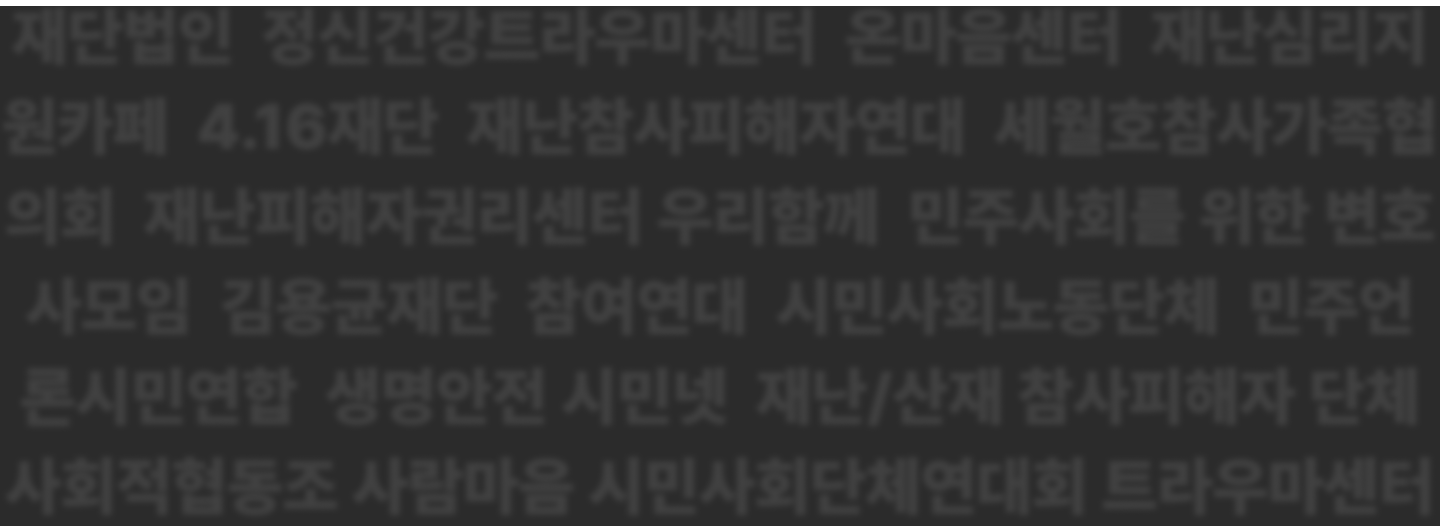 재단법인 정신건강트라우마센터 온마음센터 재난심리지
원카페 4.16재단 재난참사피해자연대 세월호참사가족협
의회 재난피해자권리센터 우리함께 민주사회를 위한 변호
사모임 김용균재단 참여연대 시민사회노동단체 민주언
론시민연합 생명안전 시민넷 재난/산재 참사피해자 단체
사회적협동조 사람마음 시민사회단체연대회 트라우마센터